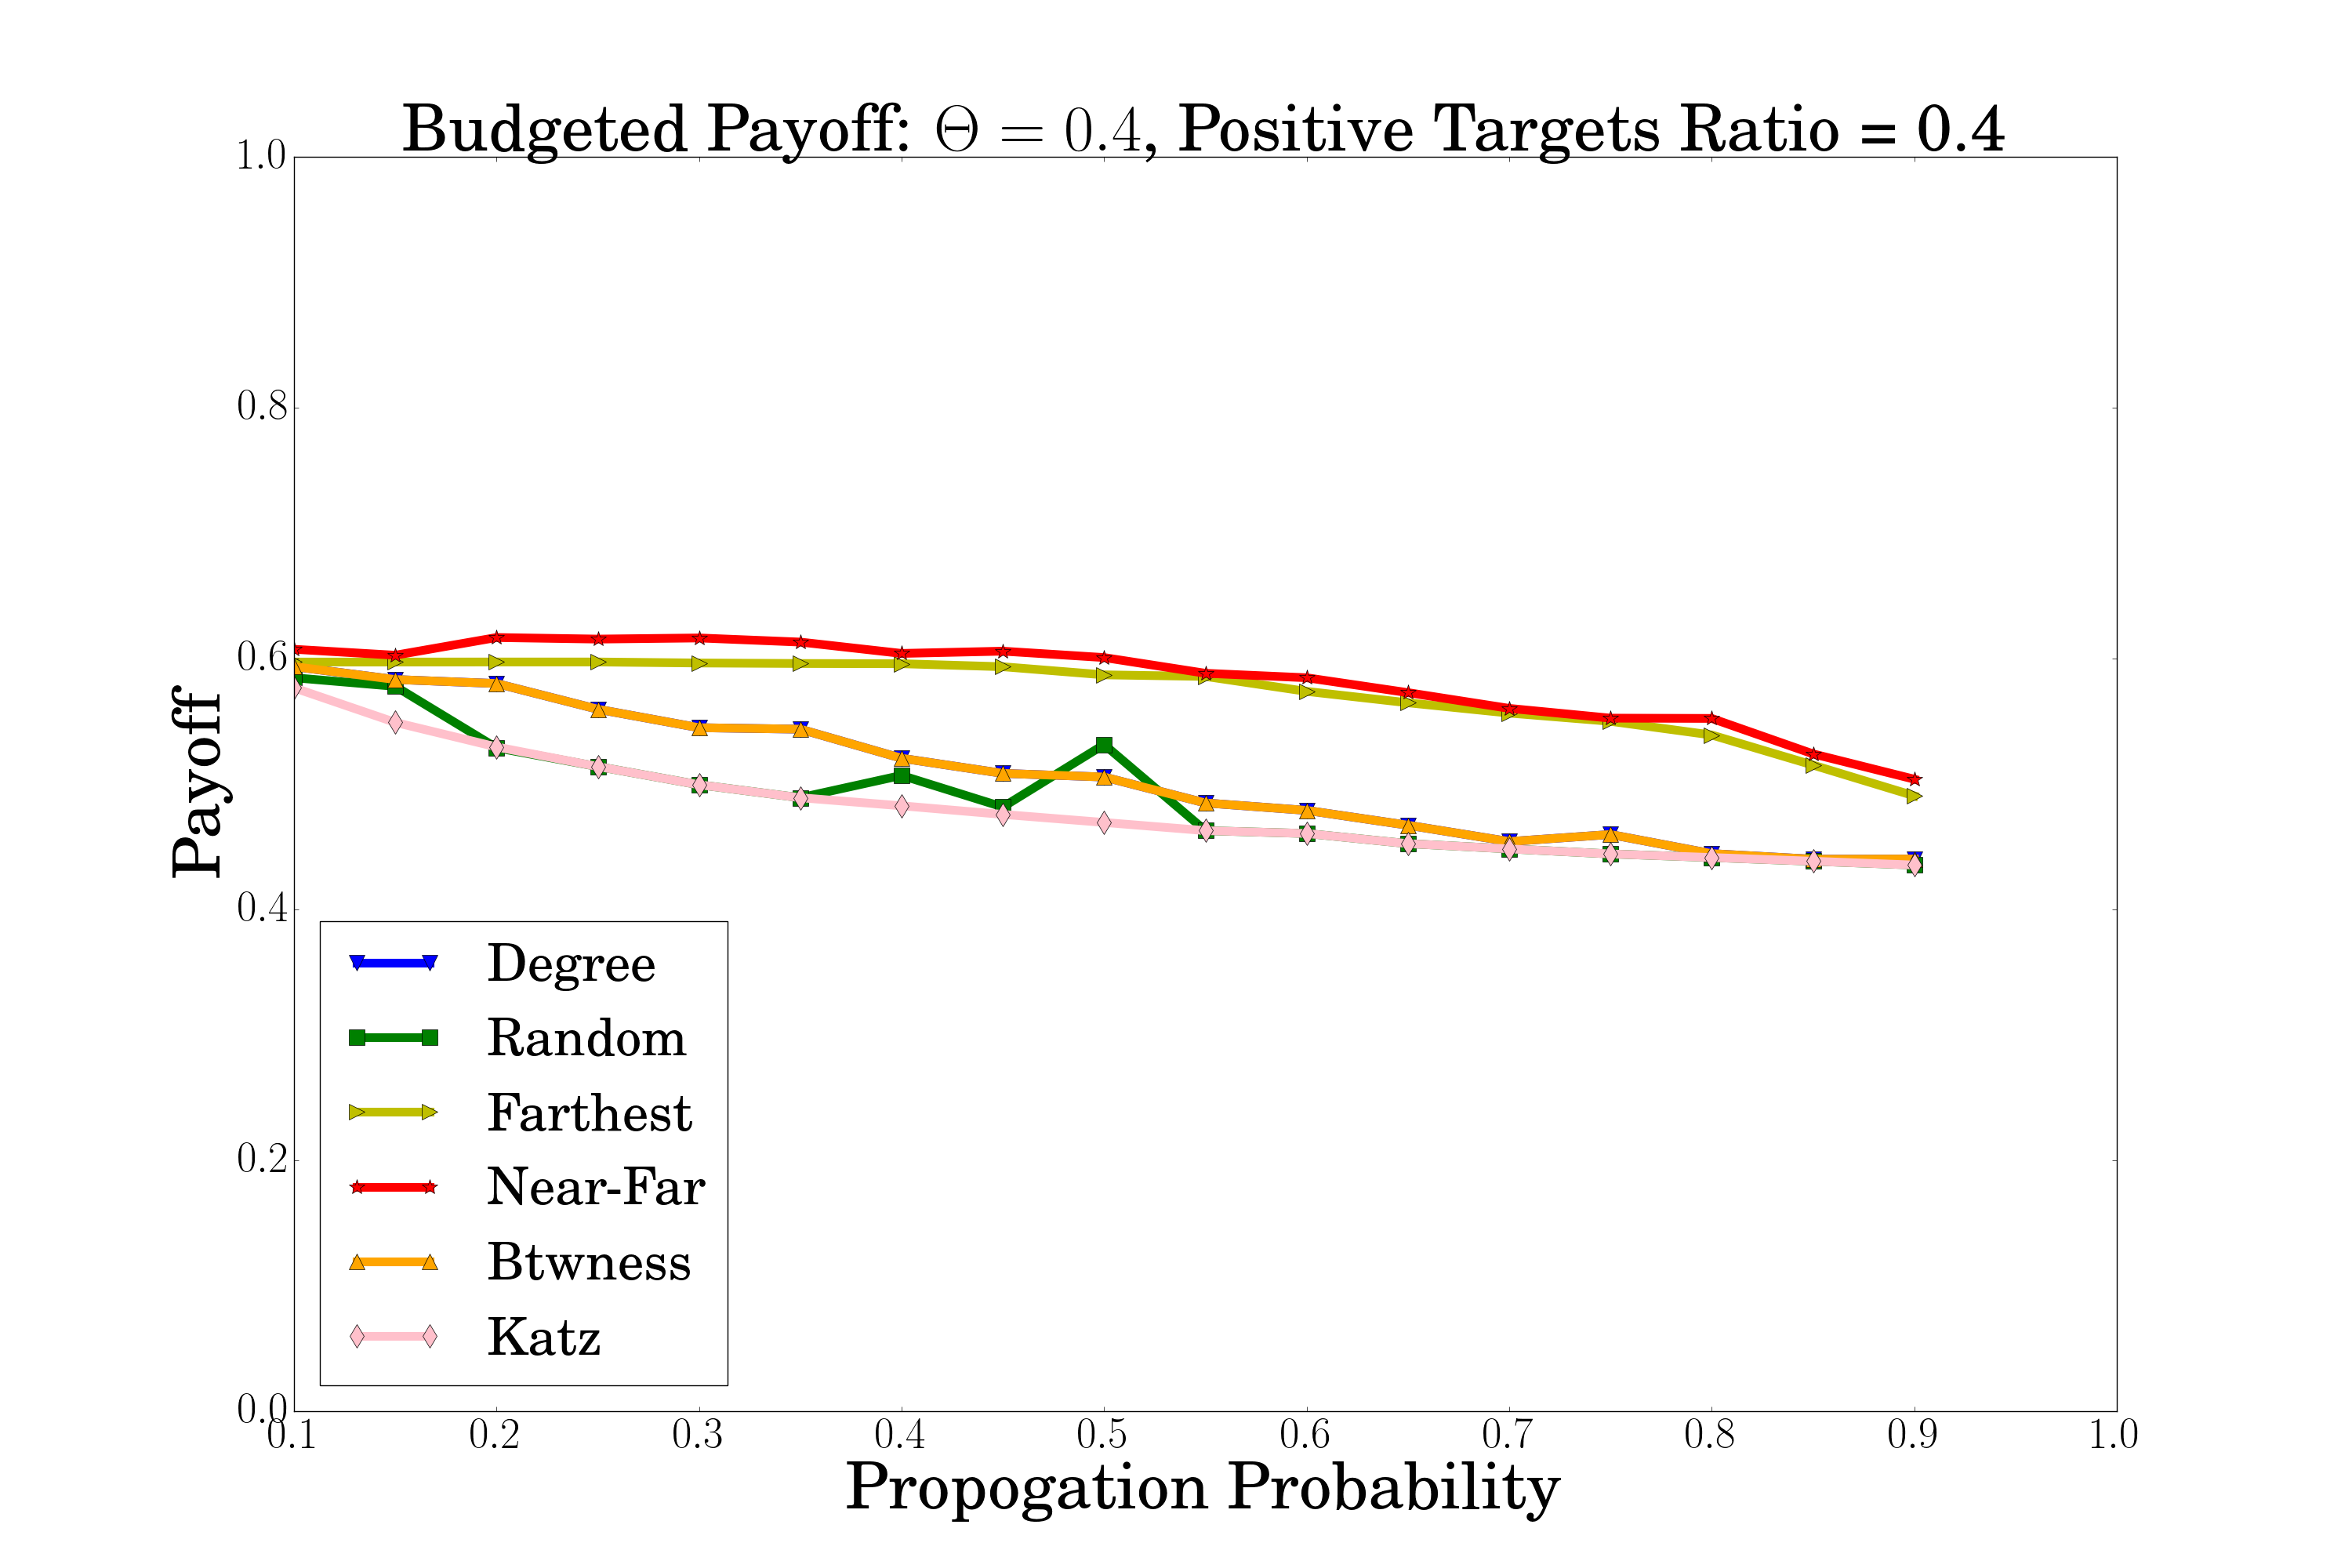 Budgeted Payoff: Θ = 0.4, Positive Targets Ratio = 0.4
1.0
0.8
0.6
0.4
0.2
0.0
Payoff
Degree
Random
Farthest
Near-Far
Btwness
Katz
0.1 0.2 0.3 0.4 0.5 0.6 0.7 0.8 0.9 1.0
Propogation Probability